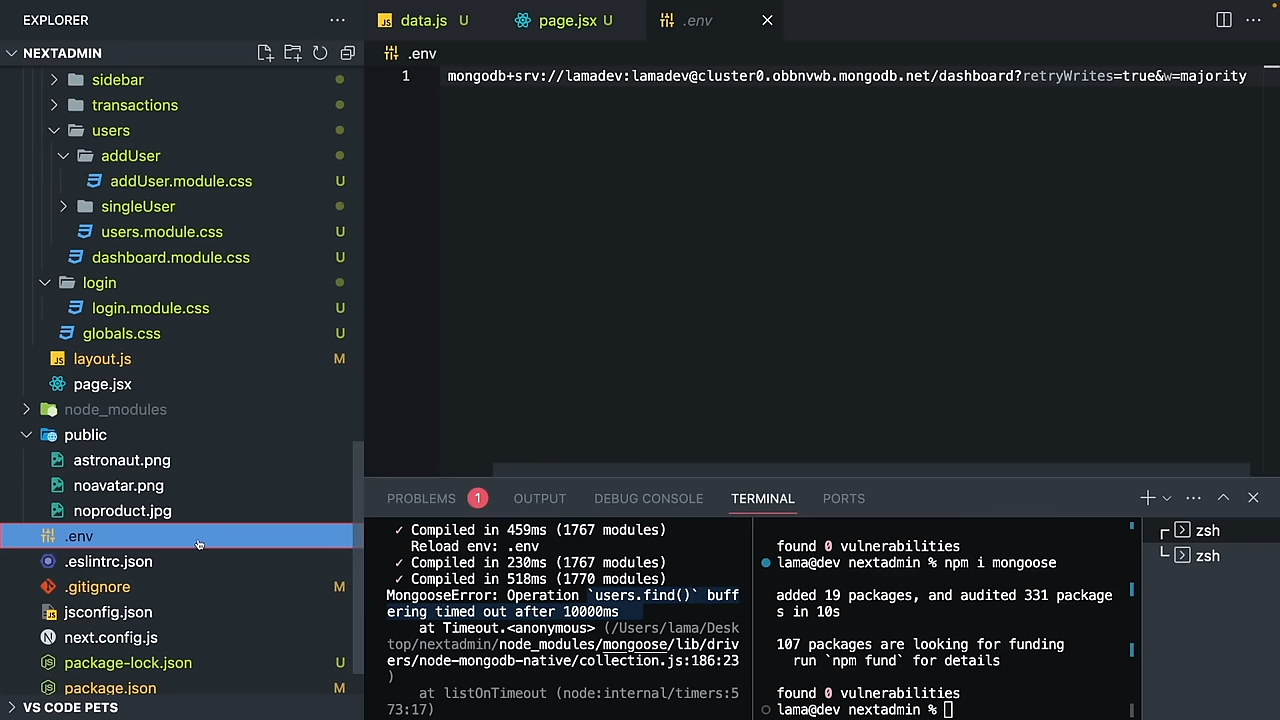 EXPLORER
NEXTADMIN
sidebar
transactions
users
addUser
addUser.module.css U
singleUser
users.module.css U
dashboard.module.css U
login
login.module.css U
globals.css U
layout.js M
page.jsx
node_modules
public
astronaut.png
noavatar.png
noproduct.jpg
.env
.eslintrc.json
.gitignore M
jsconfig.json
next.config.js
package-lock.json U
package.json M
VS CODE PETS
data.js U page.jsx U .env
.env
1 mongodb+srv://lamadev:lamadev@cluster0.obbnvwb.mongodb.net/dashboard?retryWrites=true&w=majority
PROBLEMS 1 OUTPUT DEBUG CONSOLE TERMINAL PORTS
✓ Compiled in 459ms (1767 modules)
Reload env: .env
✓ Compiled in 230ms (1767 modules)
✓ Compiled in 518ms (1770 modules)
MongooseError: Operation `users.find()` buff
ering timed out after 10000ms
at Timeout.<anonymous> (/Users/lama/Desk
top/nextadmin/node_modules/mongoose/lib/driv
ers/node-mongodb-native/collection.js:186:23
)
at listOnTimeout (node:internal/timers:5
73:17)
found 0 vulnerabilities
lama@dev nextadmin % npm i mongoose
added 19 packages, and audited 331 package
s in 10s
107 packages are looking for funding
run `npm fund` for details
found 0 vulnerabilities
lama@dev nextadmin %
zsh
zsh